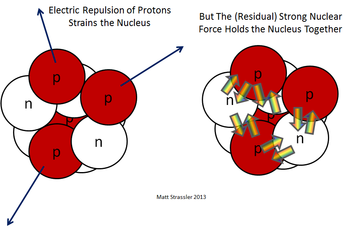 Electric Repulsion of Protons
Strains the Nucleus
But The (Residual) Strong Nuclear
Force Holds the Nucleus Together
p
p
n
p
n
p
p
p
n
p
n
p
Matt Strassler 2013